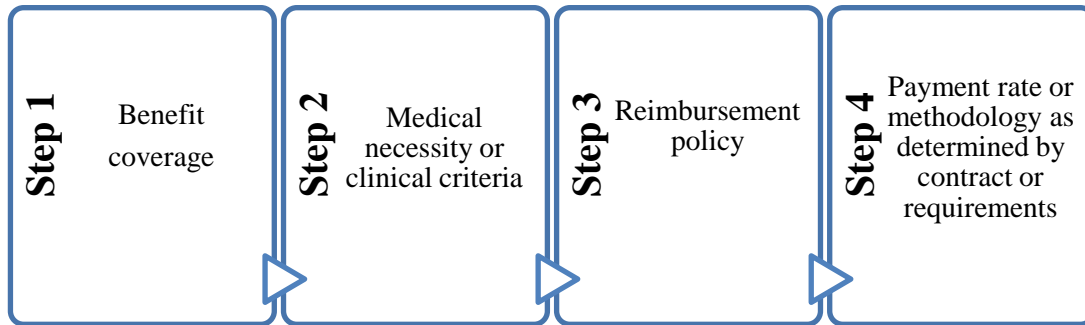 Step 1
Benefit
coverage
Step 2
Medical
necessity or
clinical criteria
Step 3
Reimbursement
policy
Step 4
Payment rate or
methodology as
determined by
contract or
requirements